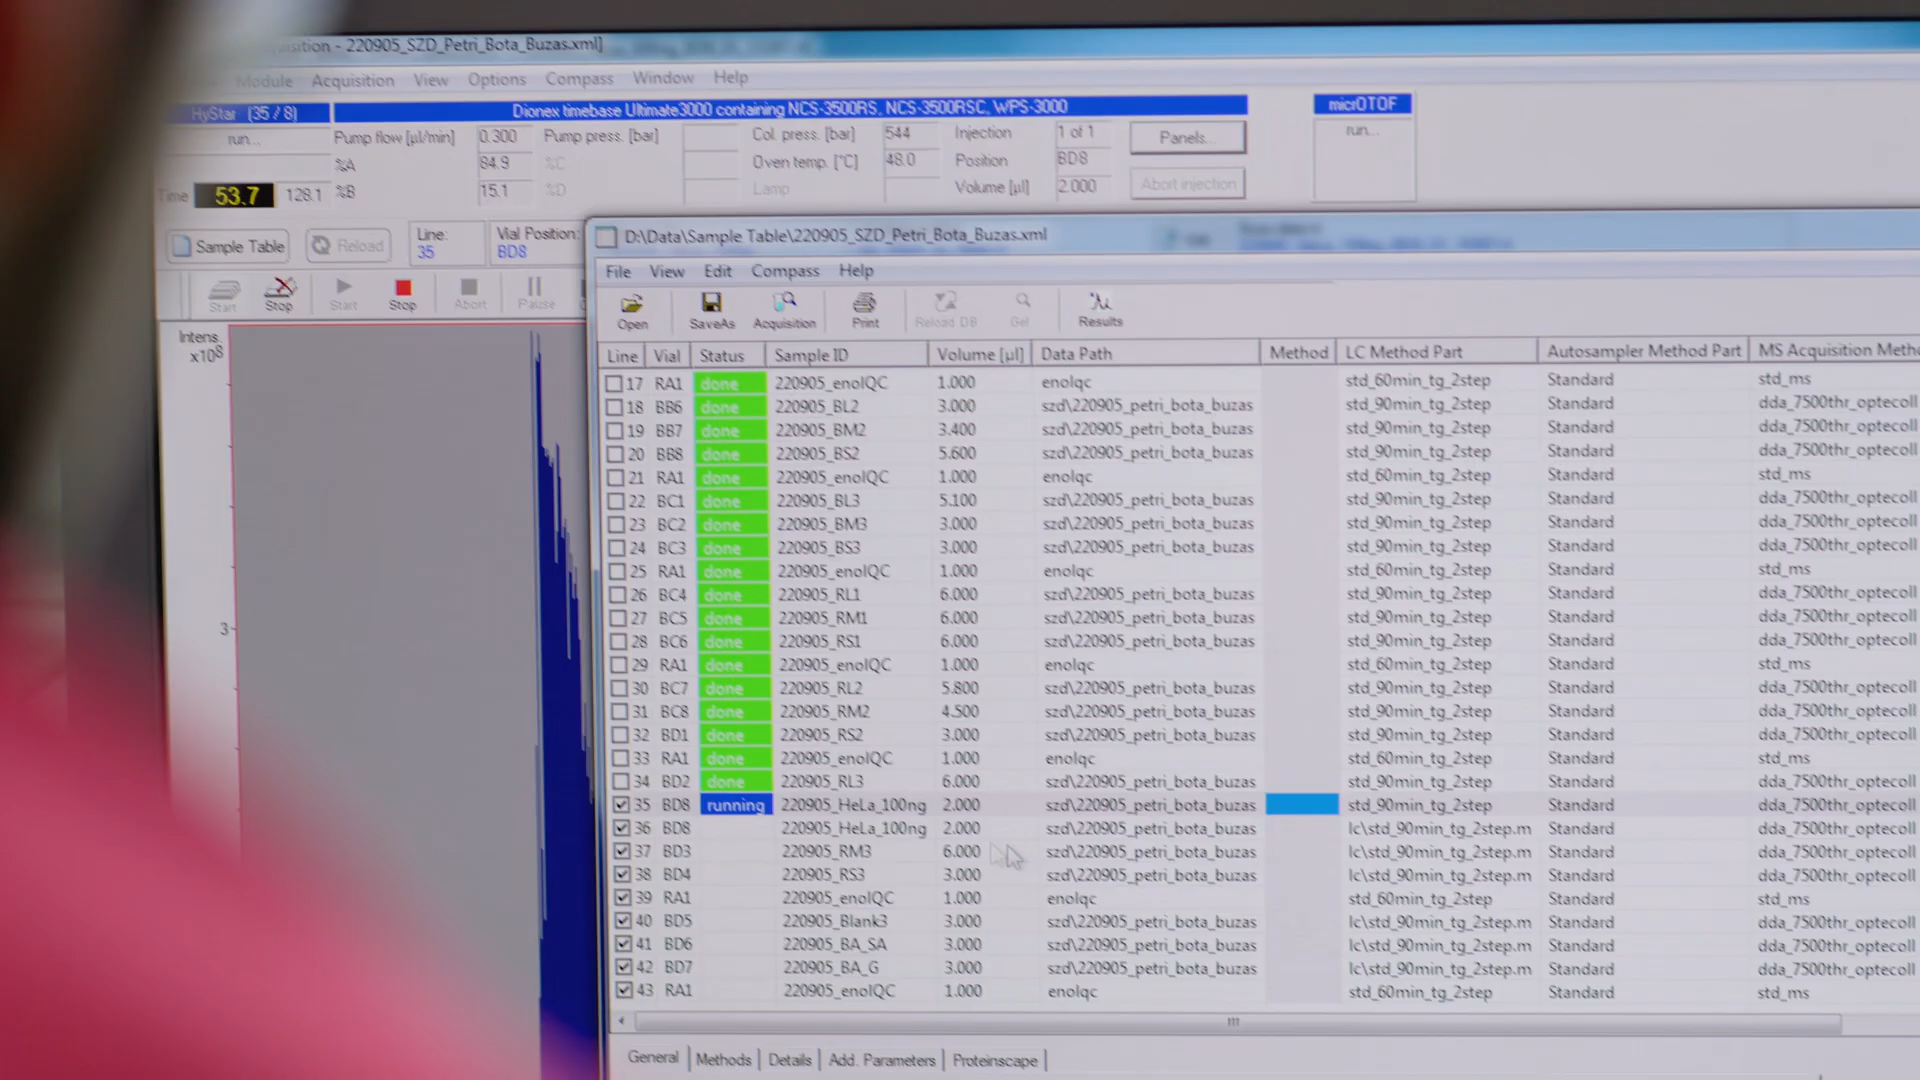 Acquisition - 220905_SZD_Petri_Bota_Buzas.xml]
Module Acquisition View Options Compass Window Help
HyStar (35 / 8) Dionex timebase Ultimate3000 containing NCS-3500RS, NCS-3500RSC, WPS-3000 micrOTOF
run... Pump flow [µl/min] 0.300 Pump press. [bar] Col. press. [bar] 544 Injection 1 of 1 Panels... run...
%A 84.9 %C Oven temp. [°C] 48.0 Position BD8
Time 53.7 128.1 %B 15.1 %D Lamp Volume [µl] 2.000 Abort injection
Sample Table Reload Line: 35 Vial Position: BD8
Start Stop Start Stop Abort Pause
Intens.
x10⁸
3
D:\Data\Sample Table\220905_SZD_Petri_Bota_Buzas.xml
File View Edit Compass Help
Open SaveAs Acquisition Print Reload DB Get Results
Line Vial Status Sample ID Volume [µl] Data Path Method LC Method Part Autosampler Method Part MS Acquisition Metho
17 RA1 done 220905_enolQC 1.000 enolqc std_60min_tg_2step Standard std_ms
18 BB6 done 220905_BL2 3.000 szd\220905_petri_bota_buzas std_90min_tg_2step Standard dda_7500thr_optecoll
19 BB7 done 220905_BM2 3.400 szd\220905_petri_bota_buzas std_90min_tg_2step Standard dda_7500thr_optecoll
20 BB8 done 220905_BS2 5.600 szd\220905_petri_bota_buzas std_90min_tg_2step Standard dda_7500thr_optecoll
21 RA1 done 220905_enolQC 1.000 enolqc std_60min_tg_2step Standard std_ms
22 BC1 done 220905_BL3 5.100 szd\220905_petri_bota_buzas std_90min_tg_2step Standard dda_7500thr_optecoll
23 BC2 done 220905_BM3 3.000 szd\220905_petri_bota_buzas std_90min_tg_2step Standard dda_7500thr_optecoll
24 BC3 done 220905_BS3 3.000 szd\220905_petri_bota_buzas std_90min_tg_2step Standard dda_7500thr_optecoll
25 RA1 done 220905_enolQC 1.000 enolqc std_60min_tg_2step Standard std_ms
26 BC4 done 220905_RL1 6.000 szd\220905_petri_bota_buzas std_90min_tg_2step Standard dda_7500thr_optecoll
27 BC5 done 220905_RM1 6.000 szd\220905_petri_bota_buzas std_90min_tg_2step Standard dda_7500thr_optecoll
28 BC6 done 220905_RS1 6.000 szd\220905_petri_bota_buzas std_90min_tg_2step Standard dda_7500thr_optecoll
29 RA1 done 220905_enolQC 1.000 enolqc std_60min_tg_2step Standard std_ms
30 BC7 done 220905_RL2 5.800 szd\220905_petri_bota_buzas std_90min_tg_2step Standard dda_7500thr_optecoll
31 BC8 done 220905_RM2 4.500 szd\220905_petri_bota_buzas std_90min_tg_2step Standard dda_7500thr_optecoll
32 BD1 done 220905_RS2 3.000 szd\220905_petri_bota_buzas std_90min_tg_2step Standard dda_7500thr_optecoll
33 RA1 done 220905_enolQC 1.000 enolqc std_60min_tg_2step Standard std_ms
34 BD2 done 220905_RL3 6.000 szd\220905_petri_bota_buzas std_90min_tg_2step Standard dda_7500thr_optecoll
35 BD8 running 220905_HeLa_100ng 2.000 szd\220905_petri_bota_buzas std_90min_tg_2step Standard dda_7500thr_optecoll
36 BD8 220905_HeLa_100ng 2.000 szd\220905_petri_bota_buzas lc\std_90min_tg_2step.m Standard dda_7500thr_optecoll
37 BD3 220905_RM3 6.000 szd\220905_petri_bota_buzas lc\std_90min_tg_2step.m Standard dda_7500thr_optecoll
38 BD4 220905_RS3 3.000 szd\220905_petri_bota_buzas lc\std_90min_tg_2step.m Standard dda_7500thr_optecoll
39 RA1 220905_enolQC 1.000 enolqc std_60min_tg_2step Standard std_ms
40 BD5 220905_Blank3 3.000 szd\220905_petri_bota_buzas lc\std_90min_tg_2step.m Standard dda_7500thr_optecoll
41 BD6 220905_BA_SA 3.000 szd\220905_petri_bota_buzas lc\std_90min_tg_2step.m Standard dda_7500thr_optecoll
42 BD7 220905_BA_G 3.000 szd\220905_petri_bota_buzas lc\std_90min_tg_2step.m Standard dda_7500thr_optecoll
43 RA1 220905_enolQC 1.000 enolqc std_60min_tg_2step Standard std_ms
General Methods Details Add. Parameters Proteinscape